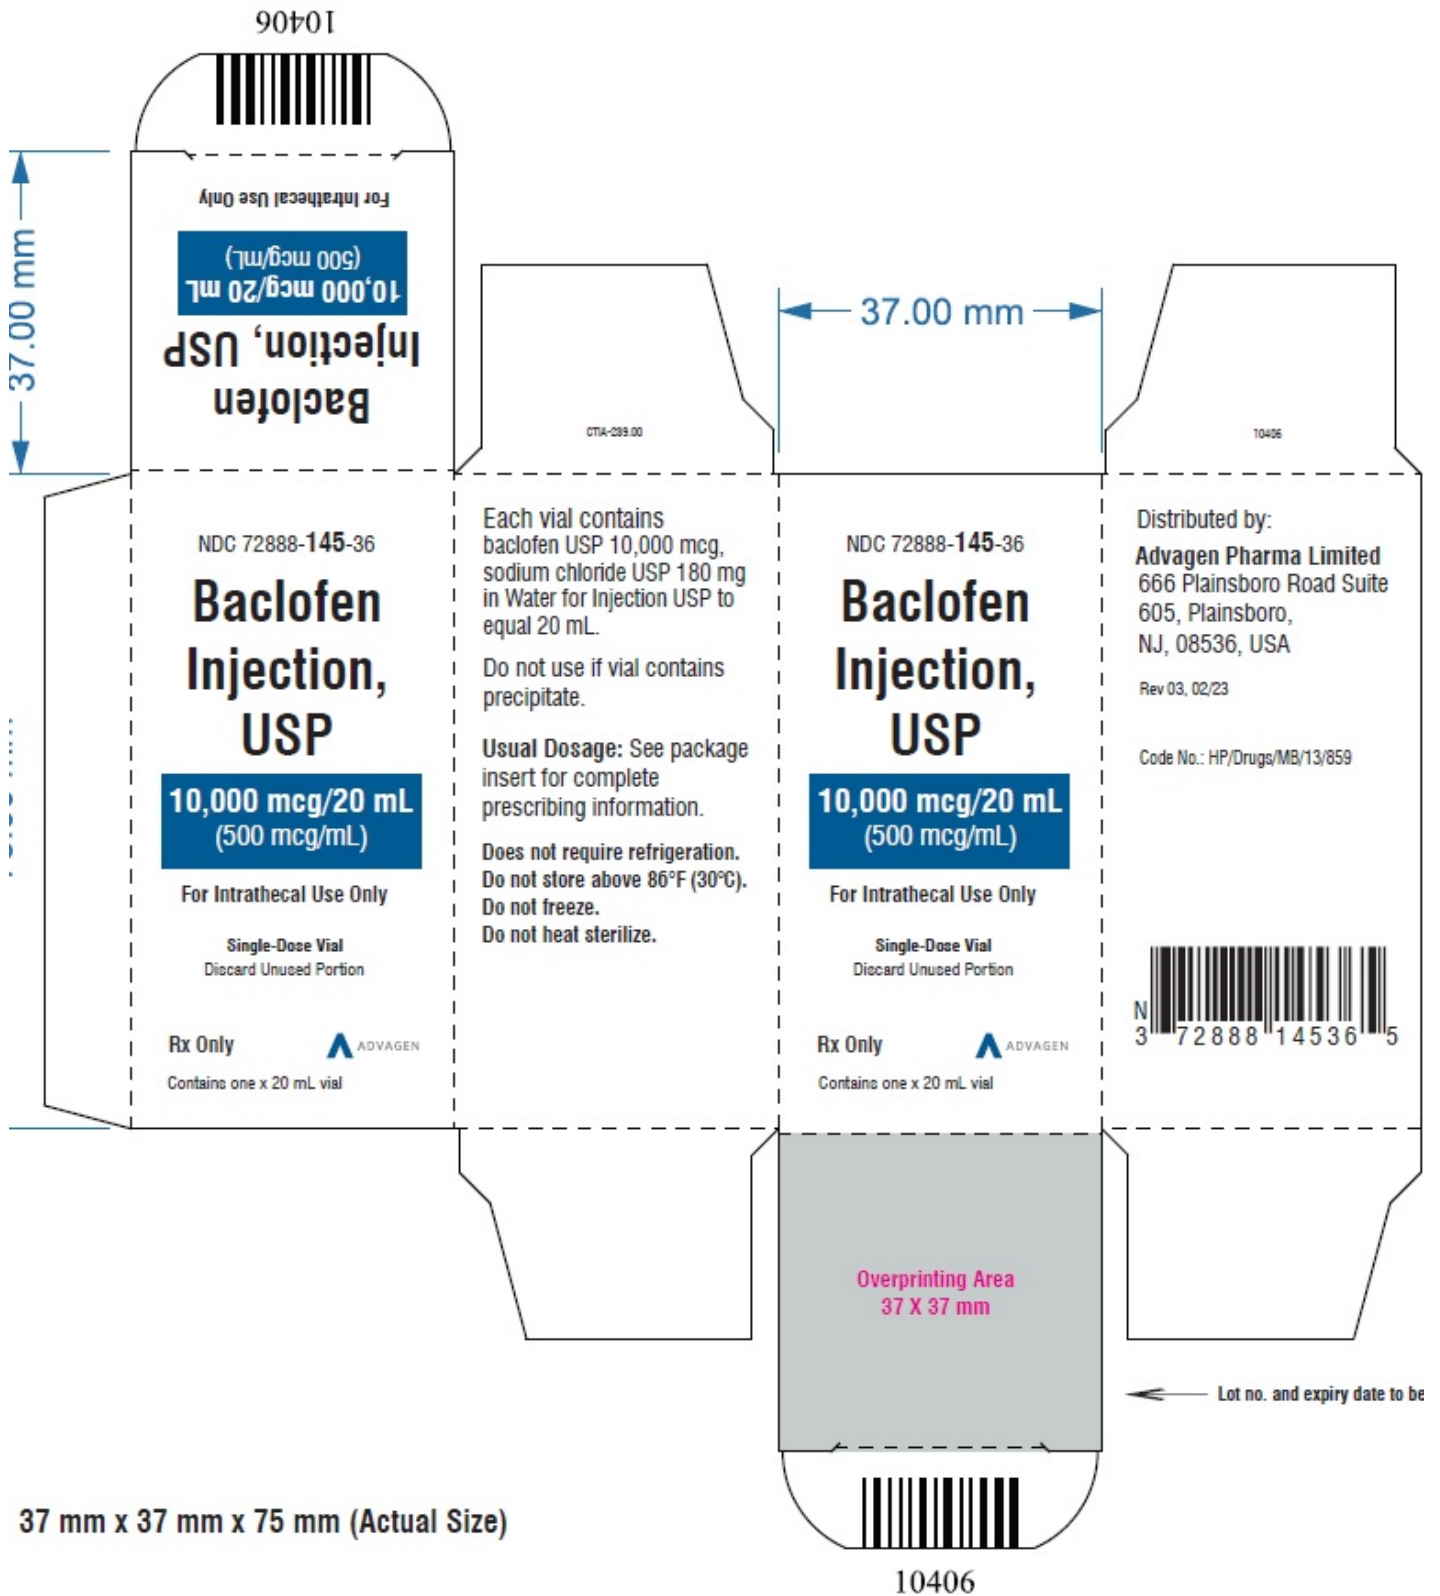 10406
For Intrathecal Use Only
10,000 mcg/20 mL
(500 mcg/mL)
Baclofen
Injection, USP
37.00 mm
37.00 mm
CTIA-289.00
10406
NDC 72888-145-36
Baclofen
Injection,
USP
10,000 mcg/20 mL
(500 mcg/mL)
For Intrathecal Use Only
Single-Dose Vial
Discard Unused Portion
Rx Only
ADVAGEN
Contains one x 20 mL vial
Each vial contains
baclofen USP 10,000 mcg,
sodium chloride USP 180 mg
in Water for Injection USP to
equal 20 mL.
Do not use if vial contains
precipitate.
Usual Dosage: See package
insert for complete
prescribing information.
Does not require refrigeration.
Do not store above 86°F (30°C).
Do not freeze.
Do not heat sterilize.
NDC 72888-145-36
Baclofen
Injection,
USP
10,000 mcg/20 mL
(500 mcg/mL)
For Intrathecal Use Only
Single-Dose Vial
Discard Unused Portion
Rx Only
ADVAGEN
Contains one x 20 mL vial
Distributed by:
Advagen Pharma Limited
666 Plainsboro Road Suite
605, Plainsboro,
NJ, 08536, USA
Rev 03, 02/23
Code No.: HP/Drugs/MB/13/859
N
3 72888 14536 5
Overprinting Area
37 X 37 mm
Lot no. and expiry date to be
37 mm x 37 mm x 75 mm (Actual Size)
10406